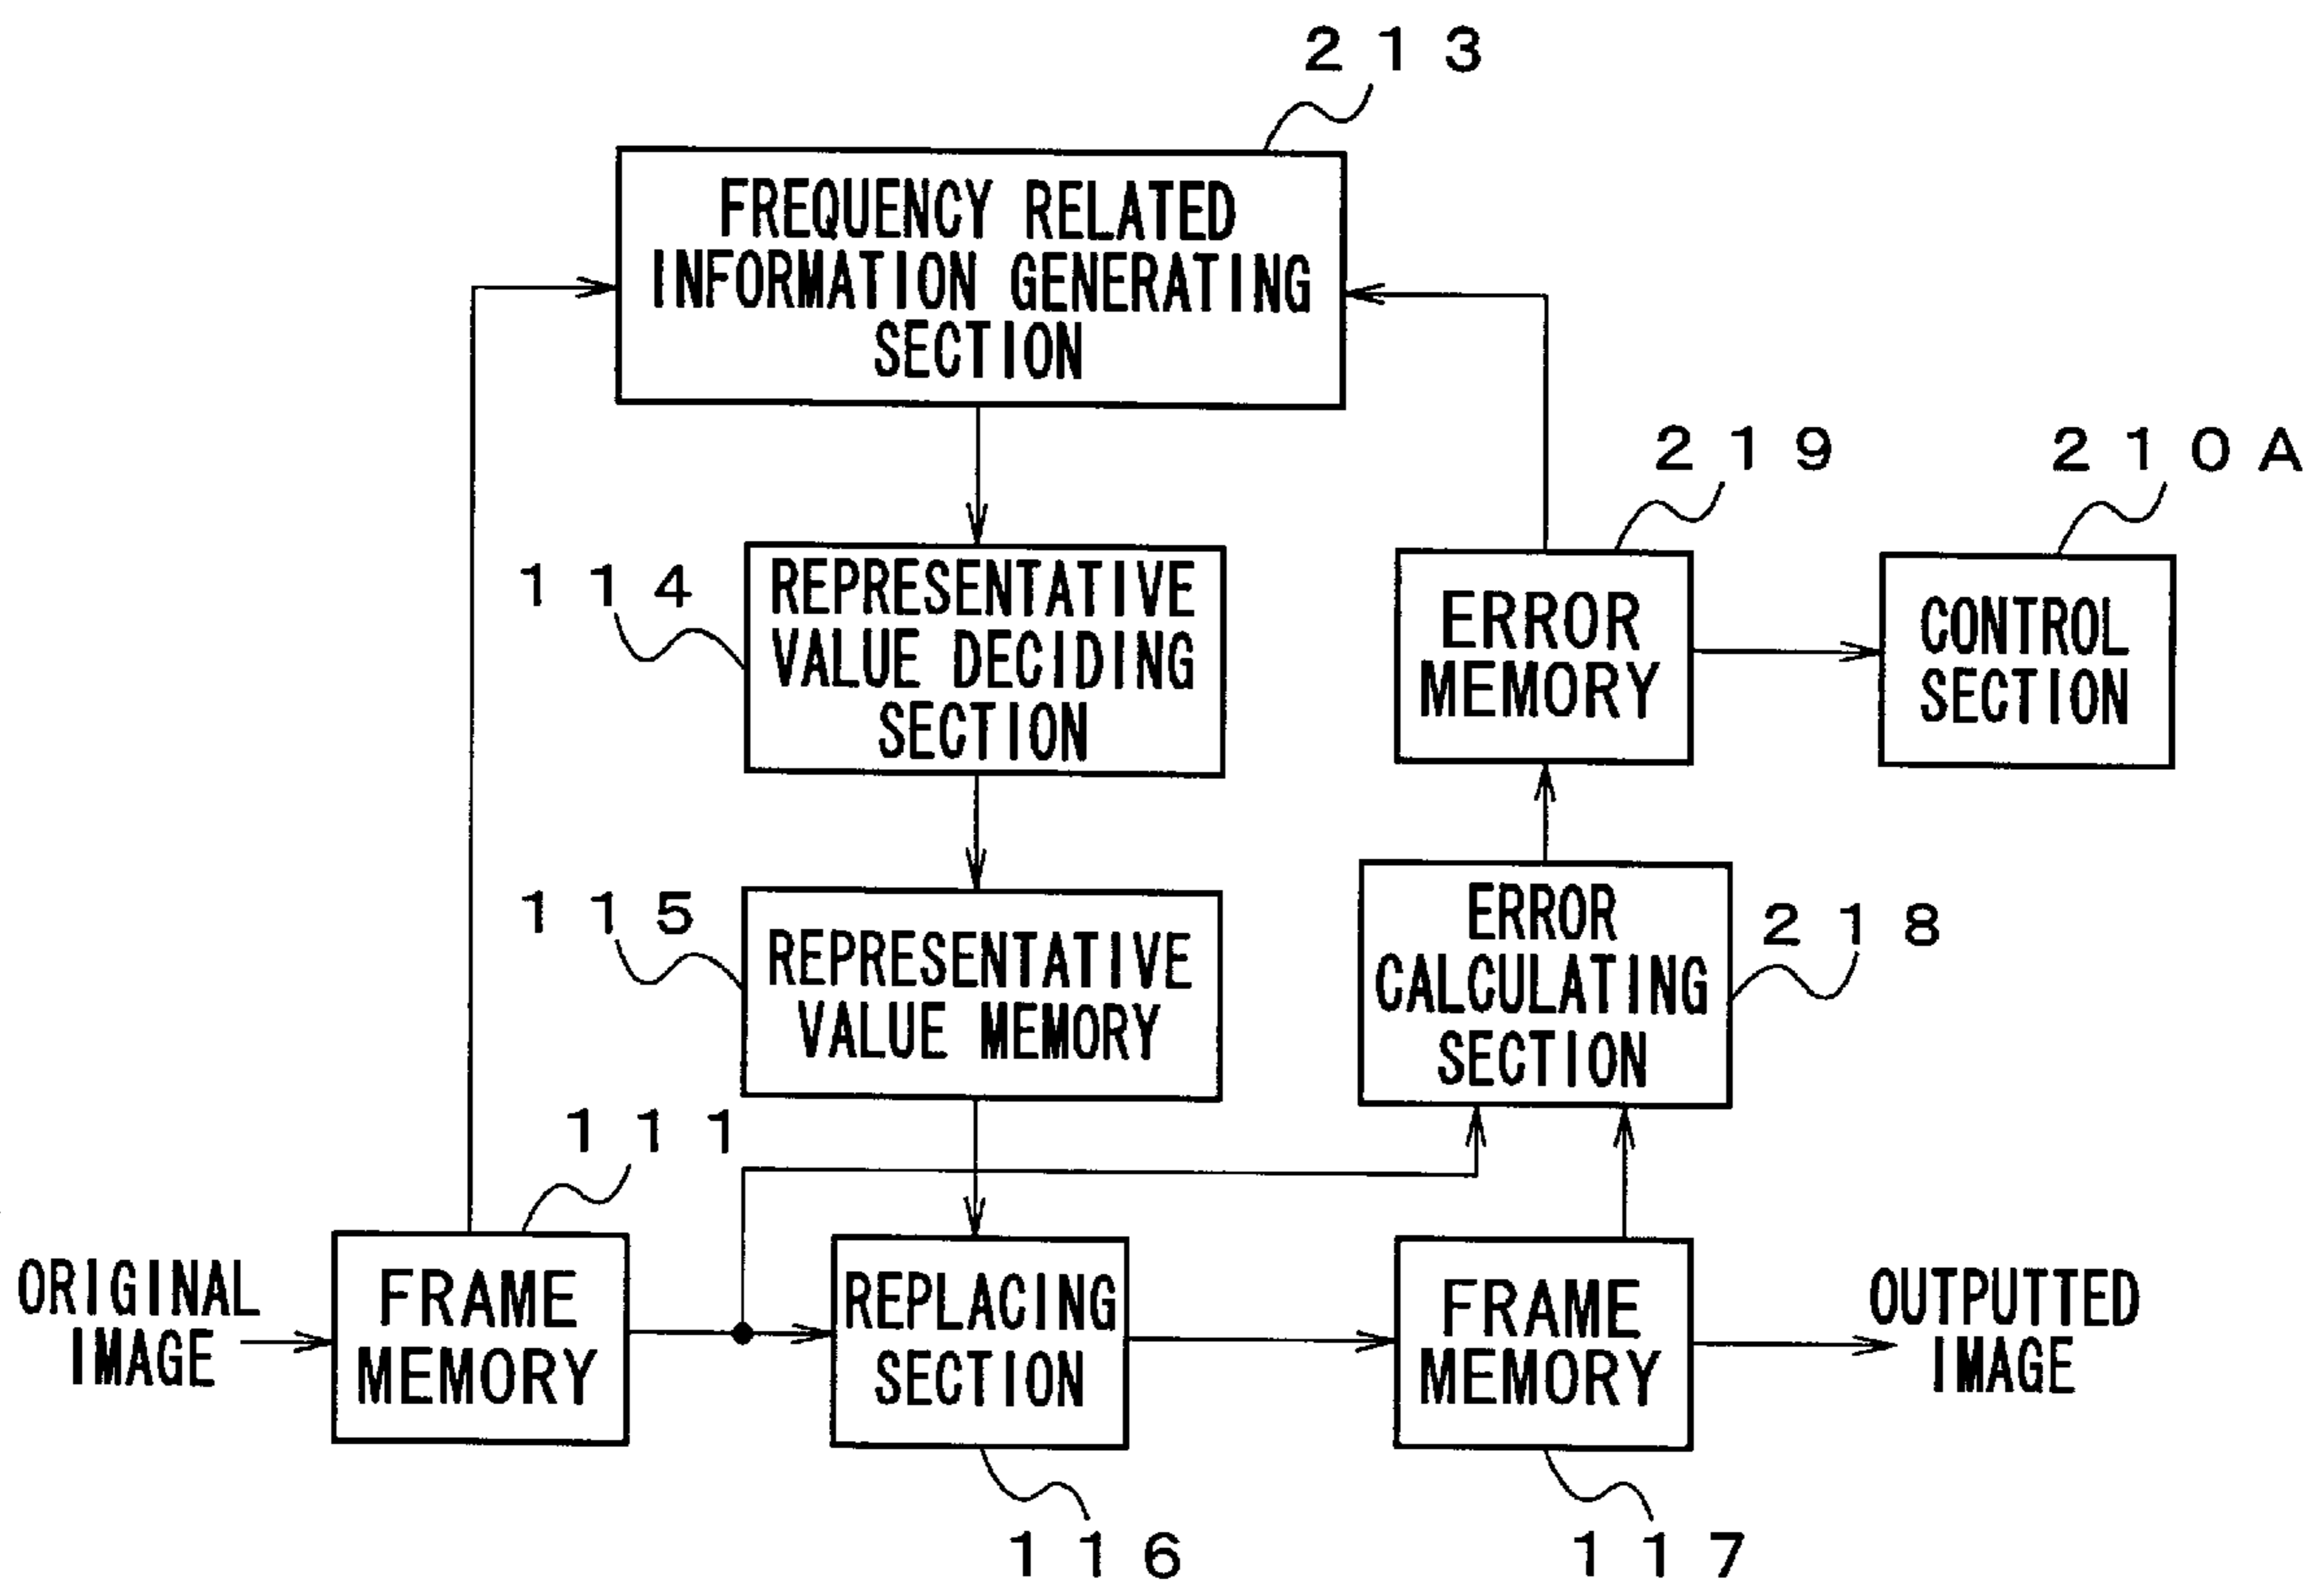 213
FREQUENCY RELATED
INFORMATION GENERATING
SECTION
219
210A
114
REPRESENTATIVE
VALUE DECIDING
SECTION
ERROR
MEMORY
CONTROL
SECTION
115
REPRESENTATIVE
VALUE MEMORY
ERROR
CALCULATING
SECTION
218
111
ORIGINAL
IMAGE
FRAME
MEMORY
REPLACING
SECTION
FRAME
MEMORY
OUTPUTTED
IMAGE
116
117